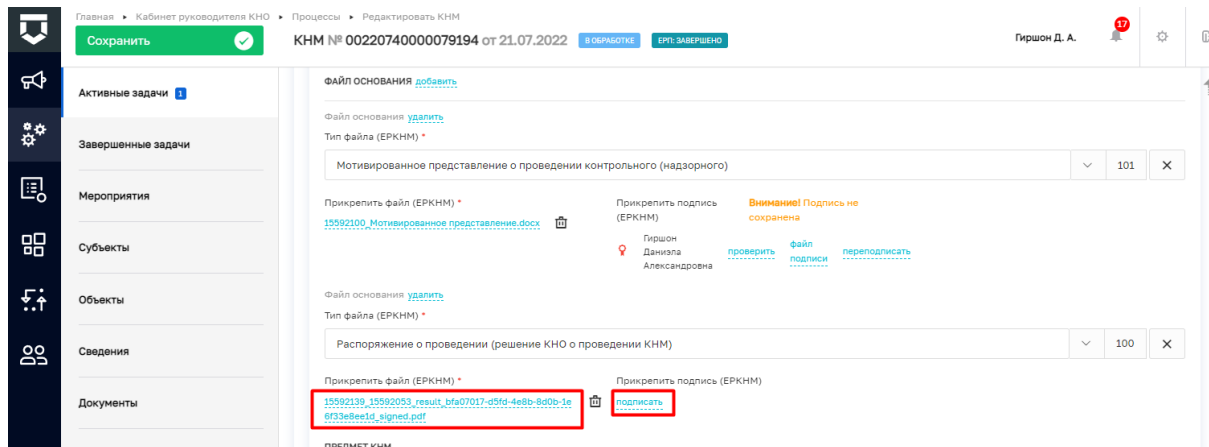 Главная ▸ Кабинет руководителя КНО ▸ Процессы ▸ Редактировать КНМ
Сохранить
КНМ № 00220740000079194 от 21.07.2022 В ОБРАБОТКЕ ЕРП: ЗАВЕРШЕНО
Гиршон Д. А.
17
Активные задачи 1
Завершенные задачи
Мероприятия
Субъекты
Объекты
Сведения
Документы
ФАЙЛ ОСНОВАНИЯ добавить
Файл основания удалить
Тип файла (ЕРКНМ) *
Мотивированное представление о проведении контрольного (надзорного) 101
Прикрепить файл (ЕРКНМ) *
15592100_Мотивированное представление.docx
Прикрепить подпись
(ЕРКНМ)
Внимание! Подпись не
сохранена
Гиршон
Даниэла
Александровна
проверить
файл
подписи
переподписать
Файл основания удалить
Тип файла (ЕРКНМ) *
Распоряжение о проведении (решение КНО о проведении КНМ) 100
Прикрепить файл (ЕРКНМ) *
15592139_15592053_result_bfa07017-d5fd-4e8b-8d0b-1e
6f33e8ee1d_signed.pdf
Прикрепить подпись (ЕРКНМ)
подписать
ПРЕДМЕТ КНМ